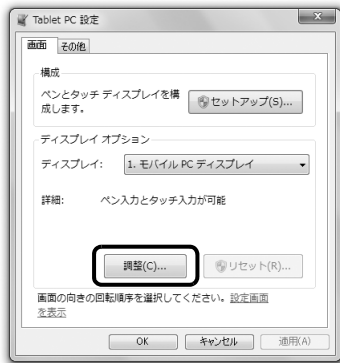 Tablet PC 設定
画面 その他
構成
ペンとタッチ ディスプレイを構
成します。
セットアップ(S)...
ディスプレイ オプション
ディスプレイ: 1. モバイル PC ディスプレイ
詳細: ペン入力とタッチ入力が可能
調整(C)... リセット(R)...
画面の向きの回転順序を選択してください。設定画面
を表示
OK キャンセル 適用(A)